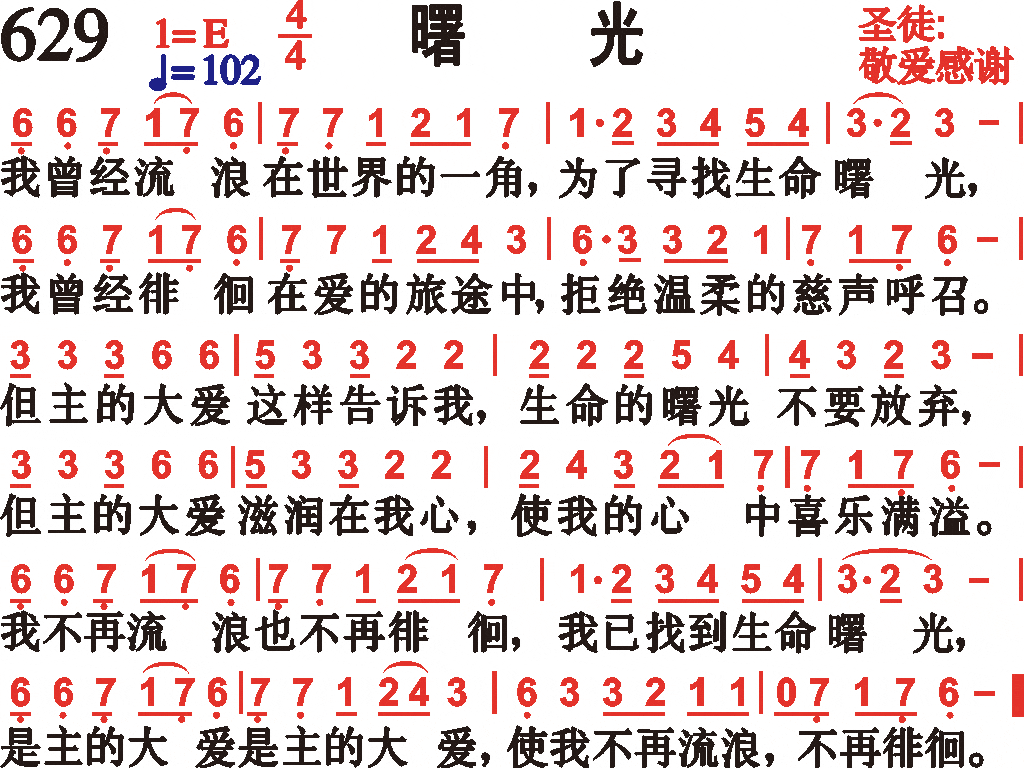 629 1=E 4/4 曙 光 圣徒:
♩=102 敬爱感谢
6 6 7 1 7 6 | 7 7 1 2 1 7 | 1·2 3 4 5 4 | 3·2 3 − |
我曾经流 浪在世界的一角，为了寻找生命曙 光，
6 6 7 1 7 6 | 7 7 1 2 4 3 | 6·3 3 2 1 | 7 1 7 6 − |
我曾经徘 徊在爱的旅途中，拒绝温柔的慈声呼召。
3 3 3 6 6 | 5 3 3 2 2 | 2 2 2 5 4 | 4 3 2 3 − |
但主的大爱这样告诉我，生命的曙光 不要放弃，
3 3 3 6 6 | 5 3 3 2 2 | 2 4 3 2 1 7 | 7 1 7 6 − |
但主的大爱滋润在我心，使我的心 中喜乐满溢。
6 6 7 1 7 6 | 7 7 1 2 1 7 | 1·2 3 4 5 4 | 3·2 3 − |
我不再流 浪也不再徘 徊，我已找到生命曙 光，
6 6 7 1 7 6 | 7 7 1 2 4 3 | 6 3 3 2 1 1 | 0 7 1 7 6 −
是主的大 爱是主的大 爱，使我不再流浪，不再徘徊。